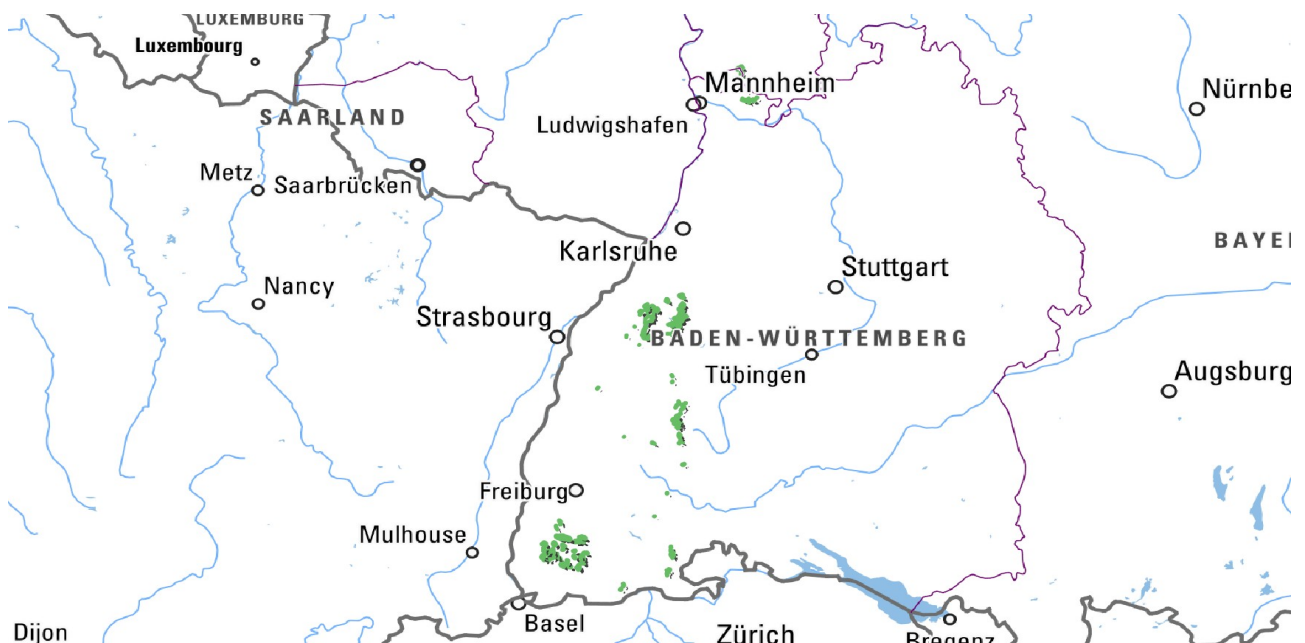 LUXEMBURG
Luxembourg
Mannheim
Nürnbe
SAARLAND
Ludwigshafen
Metz
Saarbrücken
Karlsruhe
BAYE
Stuttgart
Nancy
Strasbourg
BADEN-WÜRTTEMBERG
Tübingen
Augsburg
Freiburg
Mulhouse
Basel
Zürich
Bregenz
Dijon